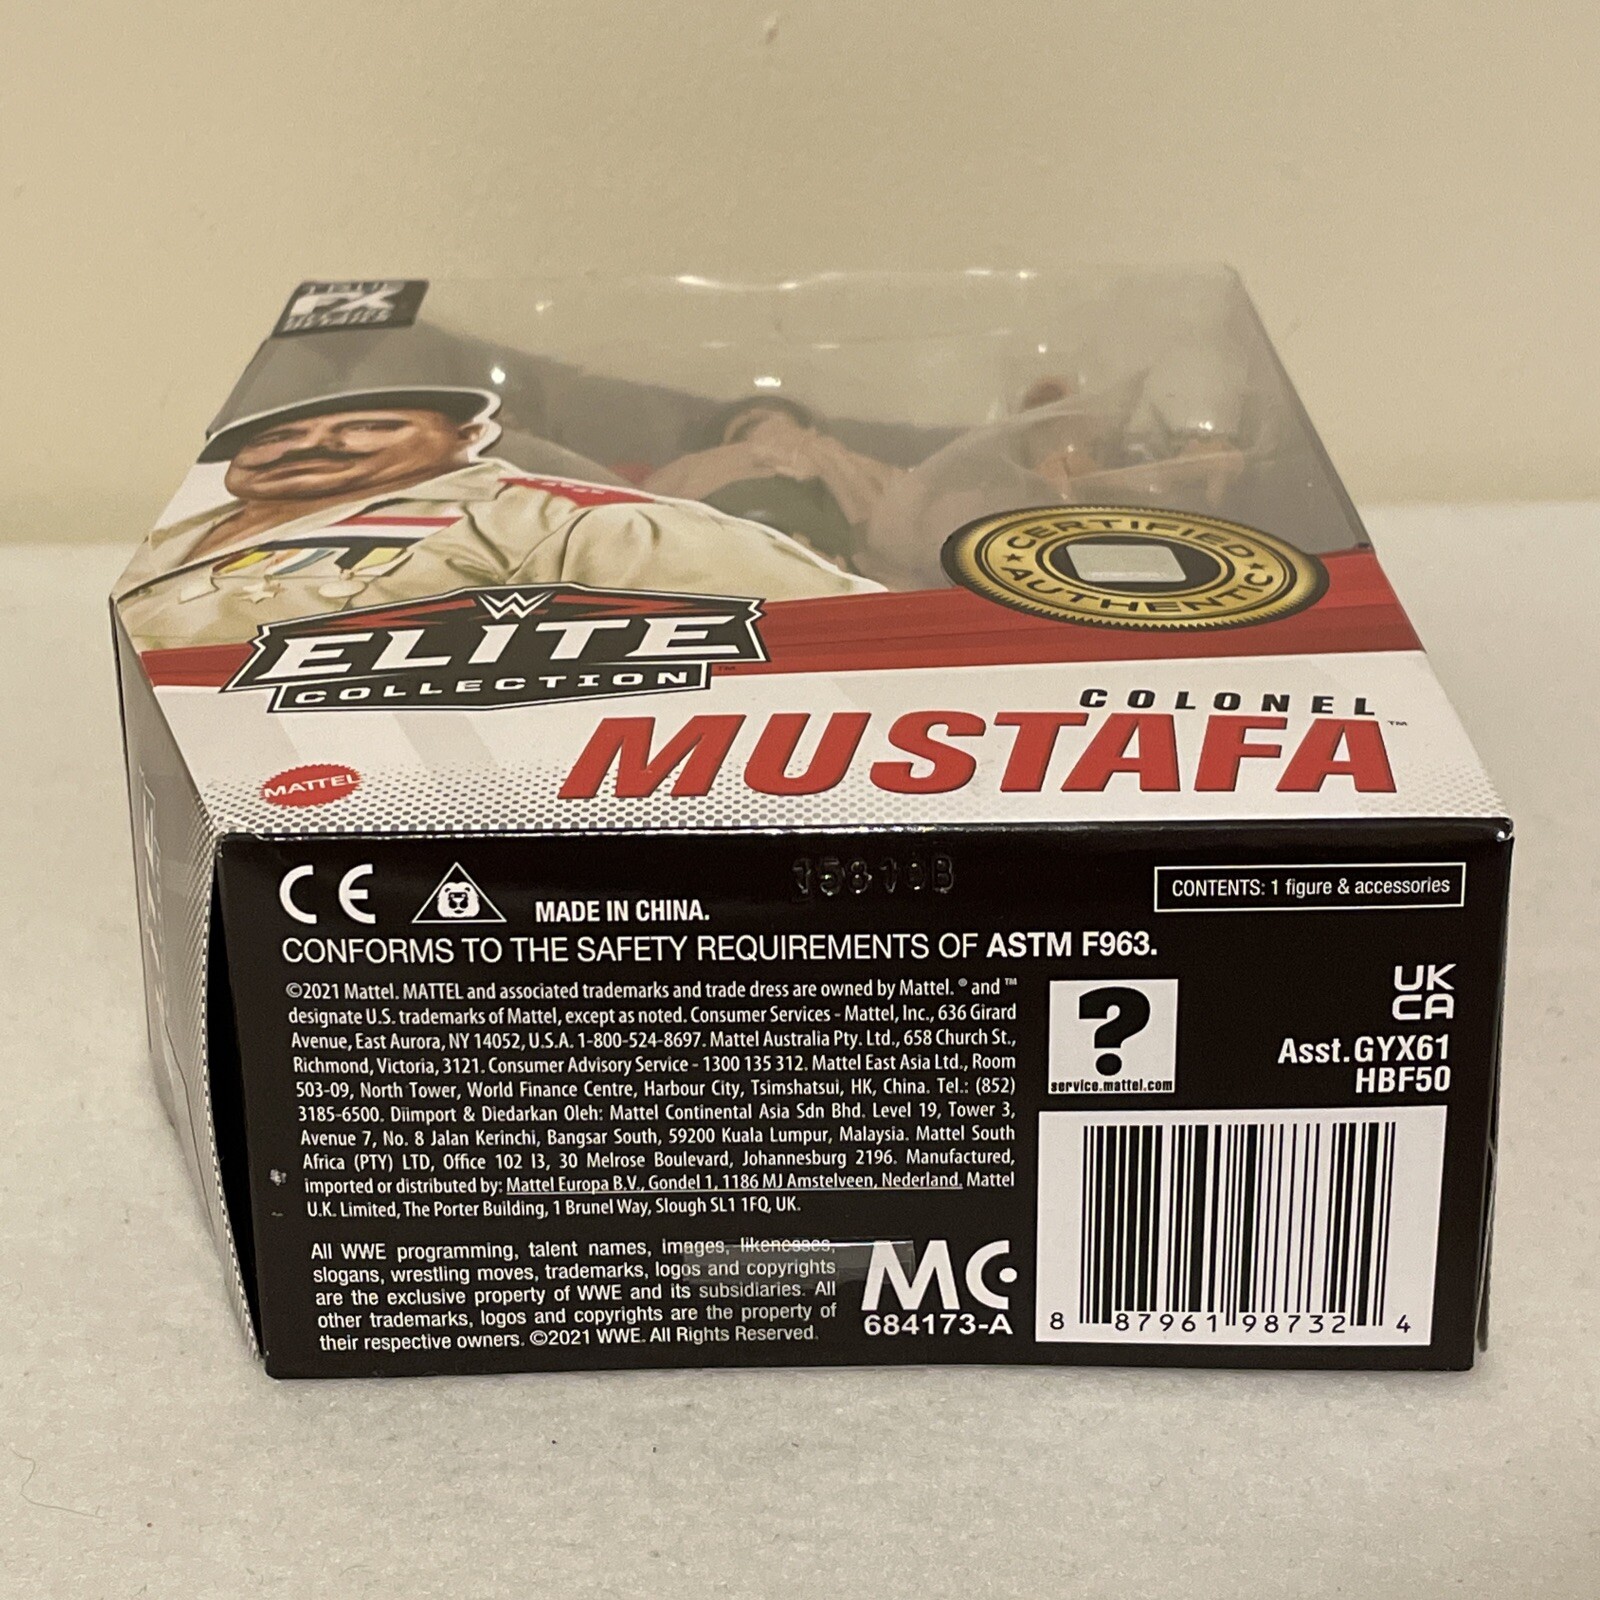 TRUE
FX
CERTIFIED
AUTHENTIC
W
ELITE
COLLECTION™
COLONEL
MUSTAFA™
MATTEL
CE
MADE IN CHINA.
15810B
CONTENTS: 1 figure & accessories
CONFORMS TO THE SAFETY REQUIREMENTS OF ASTM F963.
©2021 Mattel. MATTEL and associated trademarks and trade dress are owned by Mattel. ® and ™
designate U.S. trademarks of Mattel, except as noted. Consumer Services - Mattel, Inc., 636 Girard
Avenue, East Aurora, NY 14052, U.S.A. 1-800-524-8697. Mattel Australia Pty. Ltd., 658 Church St.,
Richmond, Victoria, 3121. Consumer Advisory Service - 1300 135 312. Mattel East Asia Ltd., Room
503-09, North Tower, World Finance Centre, Harbour City, Tsimshatsui, HK, China. Tel.: (852)
3185-6500. Diimport & Diedarkan Oleh: Mattel Continental Asia Sdn Bhd. Level 19, Tower 3,
Avenue 7, No. 8 Jalan Kerinchi, Bangsar South, 59200 Kuala Lumpur, Malaysia. Mattel South
Africa (PTY) LTD, Office 102 I3, 30 Melrose Boulevard, Johannesburg 2196. Manufactured,
imported or distributed by: Mattel Europa B.V., Gondel 1, 1186 MJ Amstelveen, Nederland. Mattel
U.K. Limited, The Porter Building, 1 Brunel Way, Slough SL1 1FQ, UK.
All WWE programming, talent names, images, likenesses,
slogans, wrestling moves, trademarks, logos and copyrights
are the exclusive property of WWE and its subsidiaries. All
other trademarks, logos and copyrights are the property of
their respective owners. ©2021 WWE. All Rights Reserved.
MC
684173-A
?
service.mattel.com
UK
CA
Asst.GYX61
HBF50
8 87961 98732 4